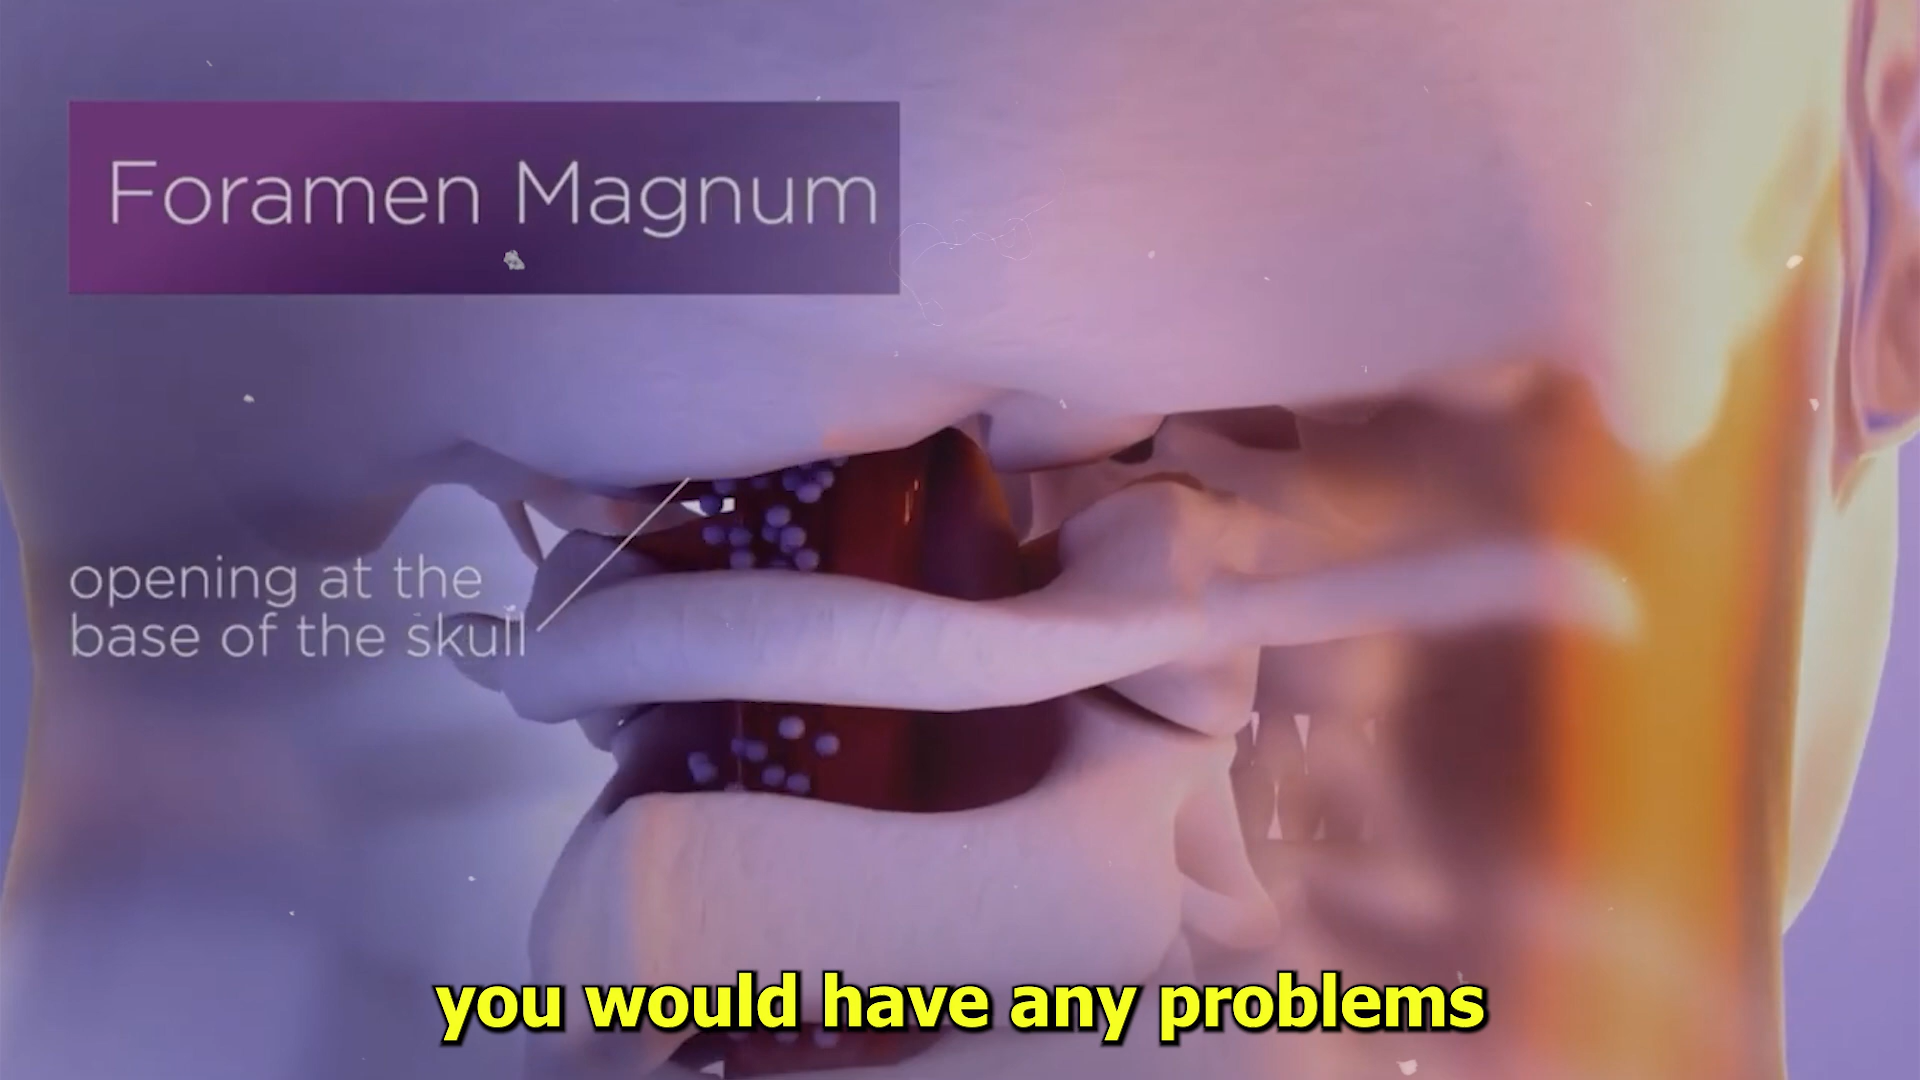 Foramen Magnum
opening at the
base of the skull
you would have any problems